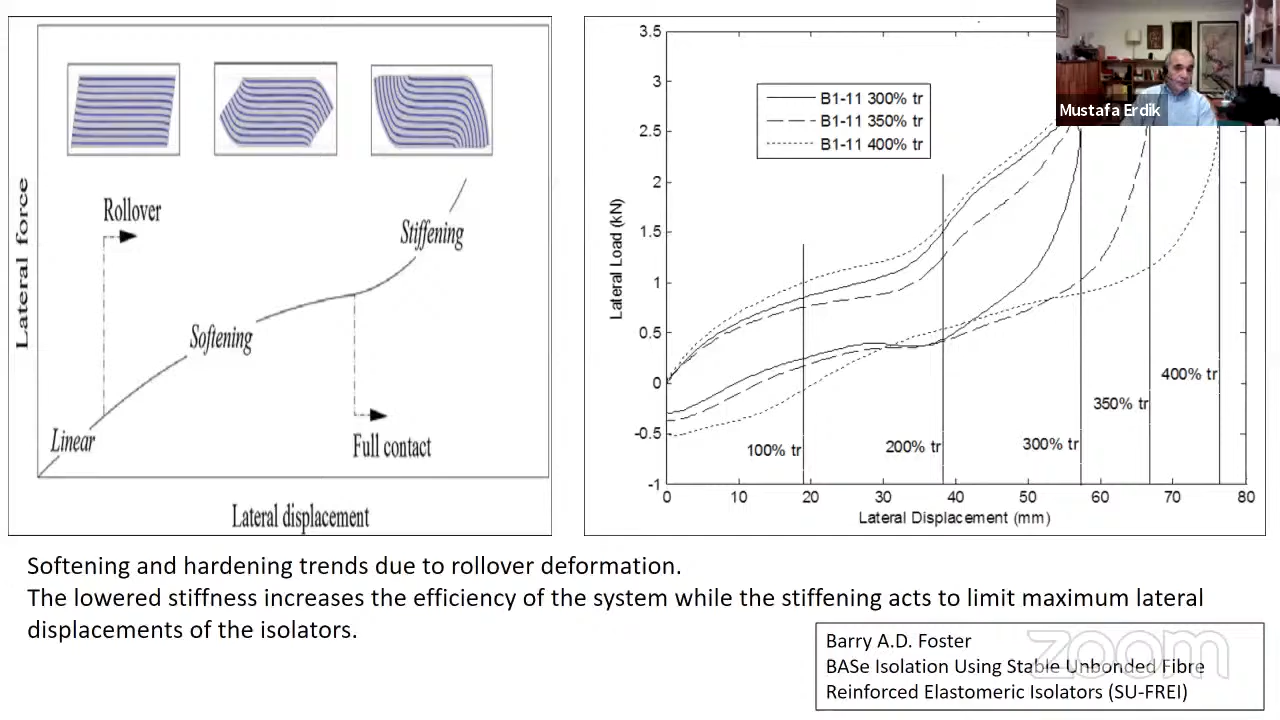 Lateral force
Rollover
Stiffening
Softening
Linear
Full contact
Lateral displacement
3.5
3
2.5
2
1.5
1
0.5
0
-0.5
-1
Lateral Load (kN)
B1-11 300% tr
B1-11 350% tr
B1-11 400% tr
400% tr
350% tr
300% tr
200% tr
100% tr
0 10 20 30 40 50 60 70 80
Lateral Displacement (mm)
Mustafa Erdik
Softening and hardening trends due to rollover deformation.
The lowered stiffness increases the efficiency of the system while the stiffening acts to limit maximum lateral
displacements of the isolators.
Barry A.D. Foster
BASe Isolation Using Stable Unbonded Fibre
Reinforced Elastomeric Isolators (SU-FREI)
zoom